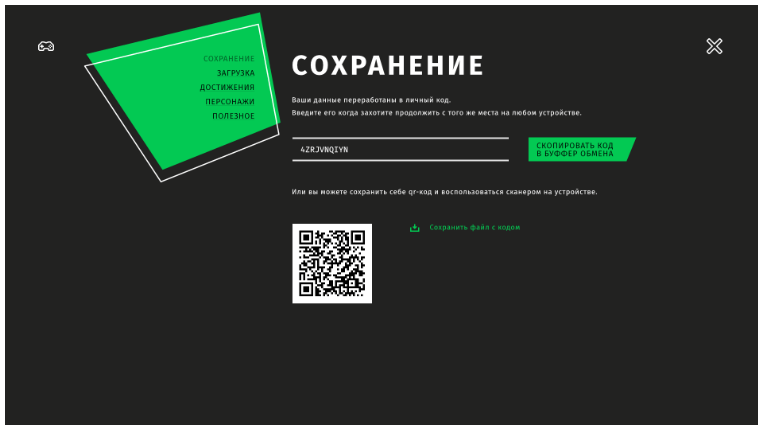 СОХРАНЕНИЕ
ЗАГРУЗКА
ДОСТИЖЕНИЯ
ПЕРСОНАЖИ
ПОЛЕЗНОЕ
СОХРАНЕНИЕ
Ваши данные переработаны в личный код.
Введите его когда захотите продолжить с того же места на любом устройстве.
4ZRJVNQIYN
СКОПИРОВАТЬ КОД
В БУФФЕР ОБМЕНА
Или вы можете сохранить себе qr-код и воспользоваться сканером на устройстве.
Сохранить файл с кодом